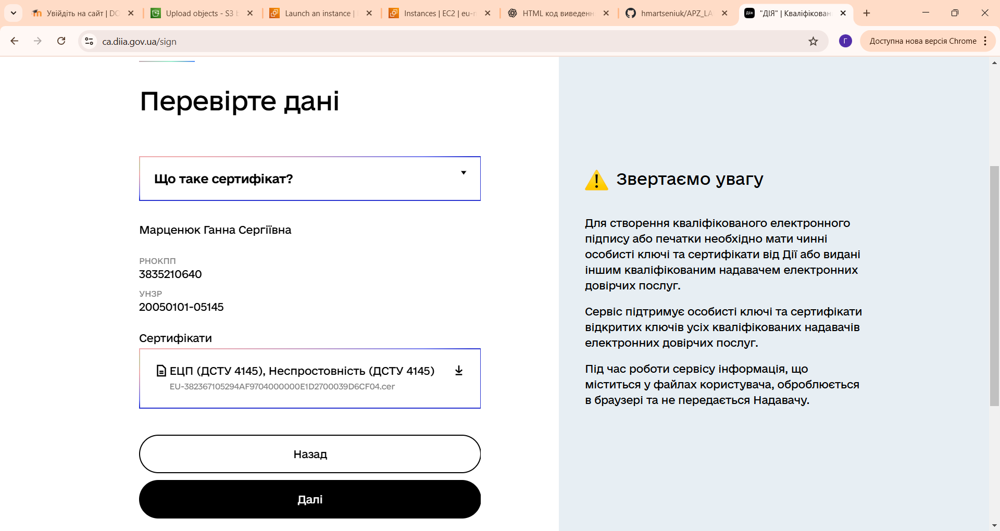 Увійдіть на сайт | DO
Upload objects - S3 b
Launch an instance |
Instances | EC2 | eu-n
HTML код виведенн
hmartseniuk/APZ_LA
"ДІЯ" | Кваліфікован
ca.diia.gov.ua/sign
Г
Доступна нова версія Chrome
Перевірте дані
Що таке сертифікат?
Марценюк Ганна Сергіївна
РНОКПП
3835210640
УНЗР
20050101-05145
Сертифікати
ЕЦП (ДСТУ 4145), Неспростовність (ДСТУ 4145)
EU-382367105294AF9704000000E1D2700039D6CF04.cer
Назад
Далі
Звертаємо увагу
Для створення кваліфікованого електронного
підпису або печатки необхідно мати чинні
особисті ключі та сертифікати від Дії або видані
іншим кваліфікованим надавачем електронних
довірчих послуг.
Сервіс підтримує особисті ключі та сертифікати
відкритих ключів усіх кваліфікованих надавачів
електронних довірчих послуг.
Під час роботи сервісу інформація, що
міститься у файлах користувача, оброблюється
в браузері та не передається Надавачу.